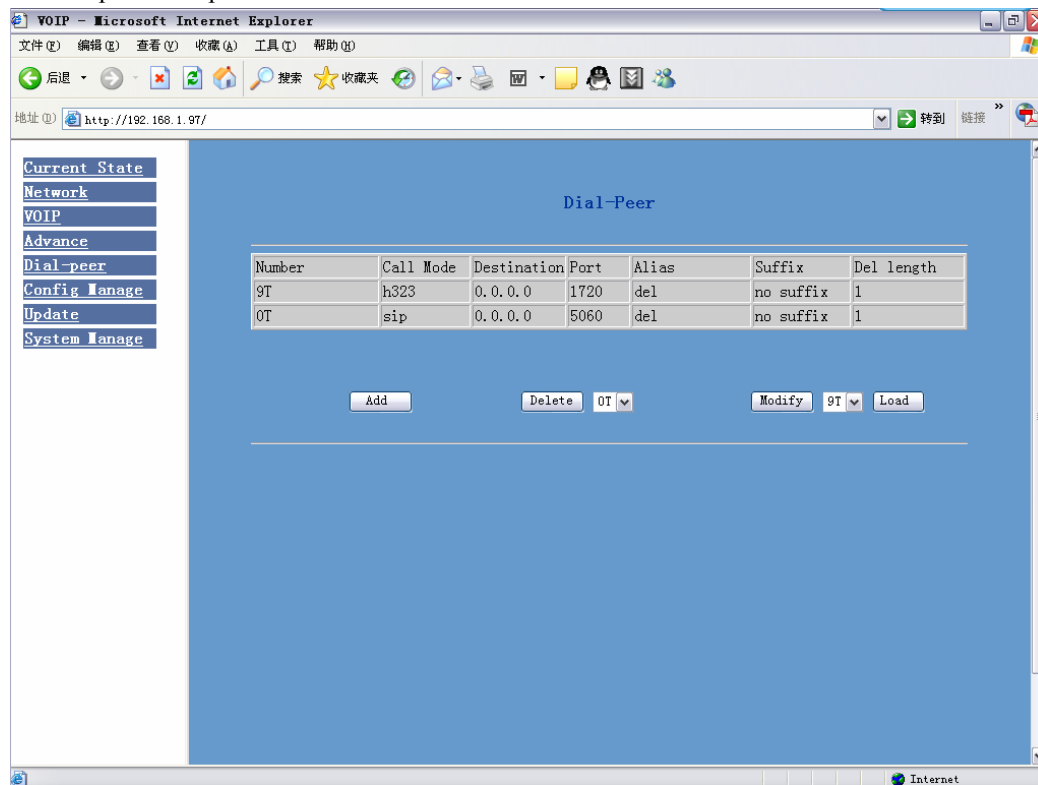 VOIP - Microsoft Internet Explorer
文件(F) 编辑(E) 查看(V) 收藏(A) 工具(T) 帮助(H)
后退 搜索 收藏夹
地址(D) http://192.168.1.97/ 转到 链接 »
Current State
Network
VOIP
Advance
Dial-peer
Config Manage
Update
System Manage
Dial-Peer
Number Call Mode Destination Port Alias Suffix Del length
9T h323 0.0.0.0 1720 del no suffix 1
0T sip 0.0.0.0 5060 del no suffix 1
Add Delete 0T Modify 9T Load
Internet